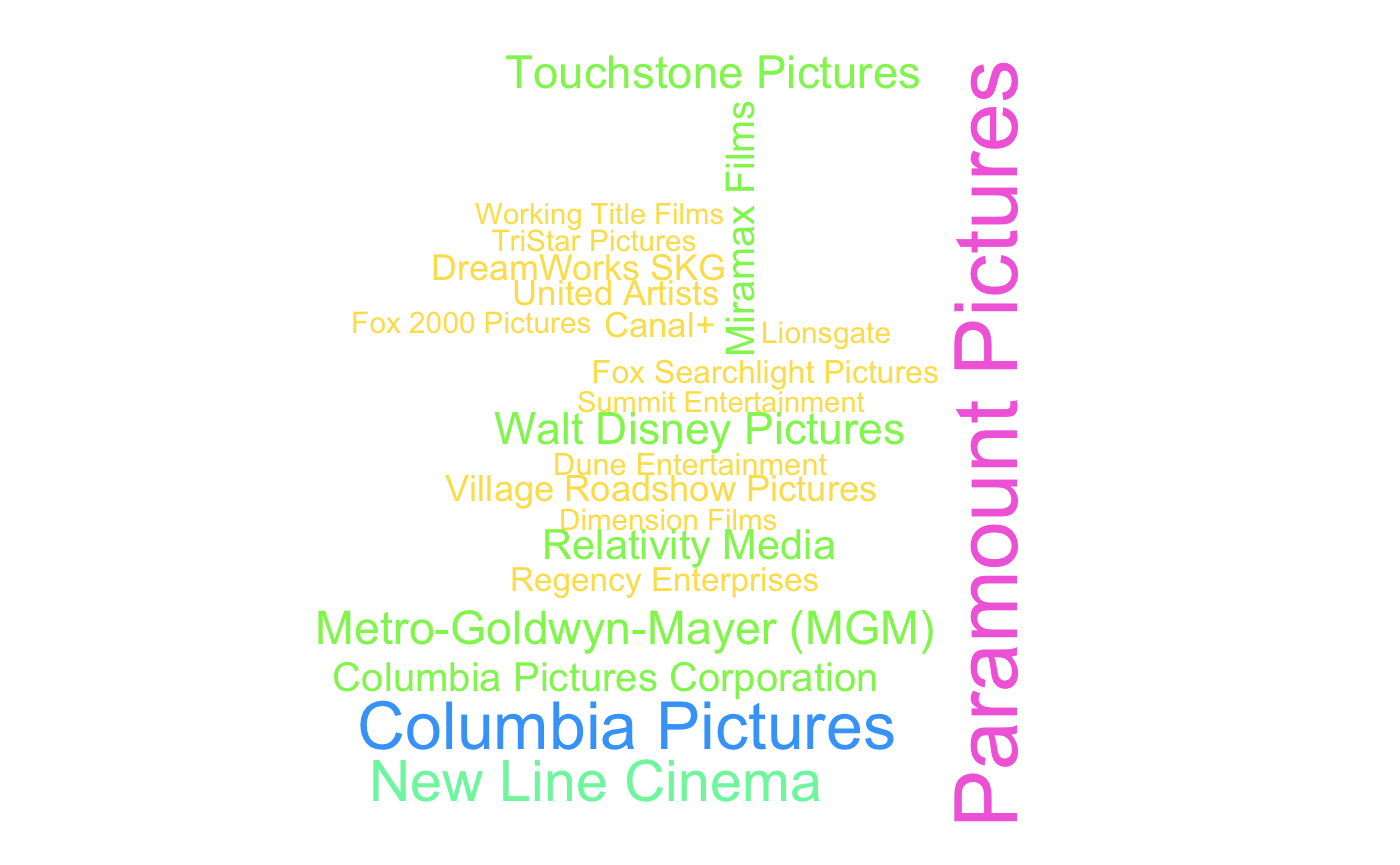 Touchstone Pictures
Miramax Films
Paramount Pictures
Working Title Films
TriStar Pictures
DreamWorks SKG
United Artists
Fox 2000 Pictures
Canal+
Lionsgate
Fox Searchlight Pictures
Summit Entertainment
Walt Disney Pictures
Dune Entertainment
Village Roadshow Pictures
Dimension Films
Relativity Media
Regency Enterprises
Metro-Goldwyn-Mayer (MGM)
Columbia Pictures Corporation
Columbia Pictures
New Line Cinema